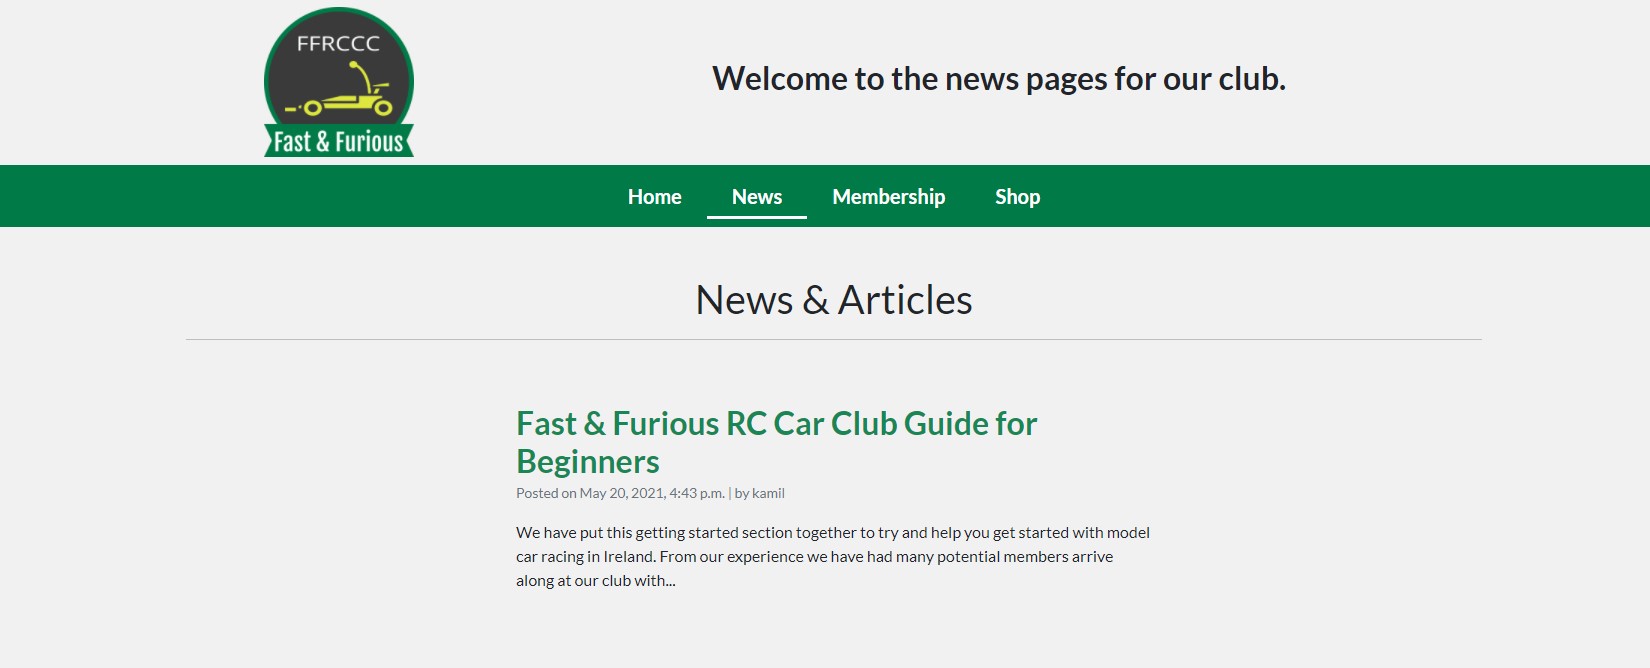 FFRCCC
Fast & Furious
Welcome to the news pages for our club.
Home News Membership Shop
News & Articles
Fast & Furious RC Car Club Guide for
Beginners
Posted on May 20, 2021, 4:43 p.m. | by kamil
We have put this getting started section together to try and help you get started with model
car racing in Ireland. From our experience we have had many potential members arrive
along at our club with...